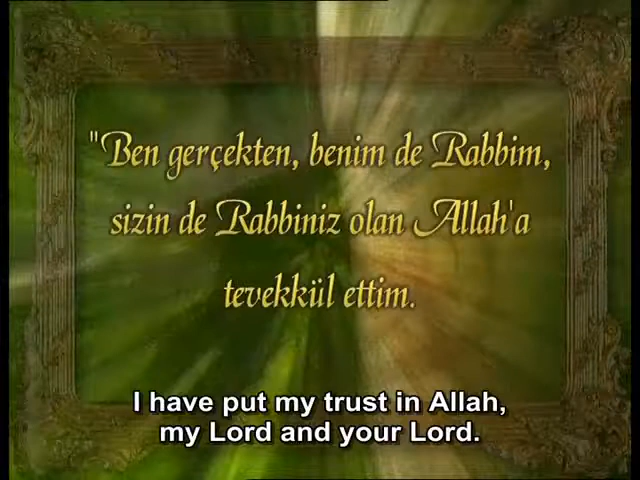 "Ben gerçekten, benim de Rabbim,
sizin de Rabbiniz olan Allah'a
tevekkül ettim.
I have put my trust in Allah,
my Lord and your Lord.